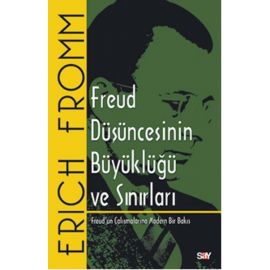 ERICH FROMM
Freud
Düşüncesinin
Büyüklüğü
ve Sınırları
Freud'un Çalışmalarına Modern Bir Bakış
SAY